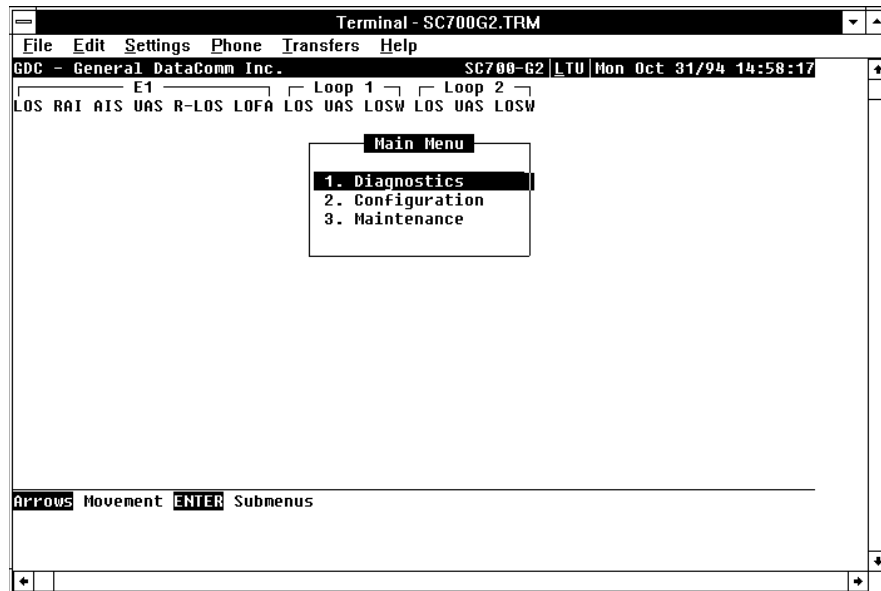 Terminal - SC700G2.TRM
File Edit Settings Phone Transfers Help
GDC - General DataComm Inc. SC700-G2|LTU|Mon Oct 31/94 14:58:17
E1 Loop 1 Loop 2
LOS RAI AIS UAS R-LOS LOFA LOS UAS LOSW LOS UAS LOSW
Main Menu
1. Diagnostics
2. Configuration
3. Maintenance
Arrows Movement ENTER Submenus